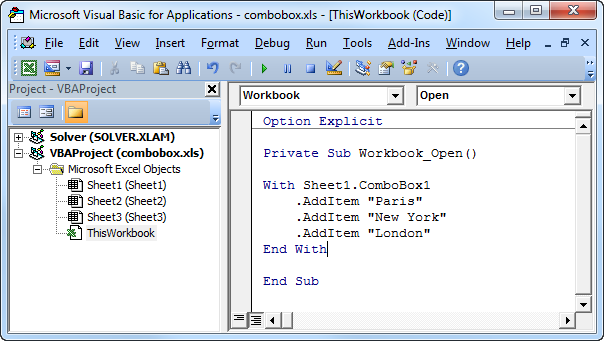 Microsoft Visual Basic for Applications - combobox.xls - [ThisWorkbook (Code)]
File Edit View Insert Format Debug Run Tools Add-Ins Window Help
Project - VBAProject
Solver (SOLVER.XLAM)
VBAProject (combobox.xls)
Microsoft Excel Objects
Sheet1 (Sheet1)
Sheet2 (Sheet2)
Sheet3 (Sheet3)
ThisWorkbook
Workbook Open
Option Explicit
Private Sub Workbook_Open()
With Sheet1.ComboBox1
.AddItem "Paris"
.AddItem "New York"
.AddItem "London"
End With
End Sub